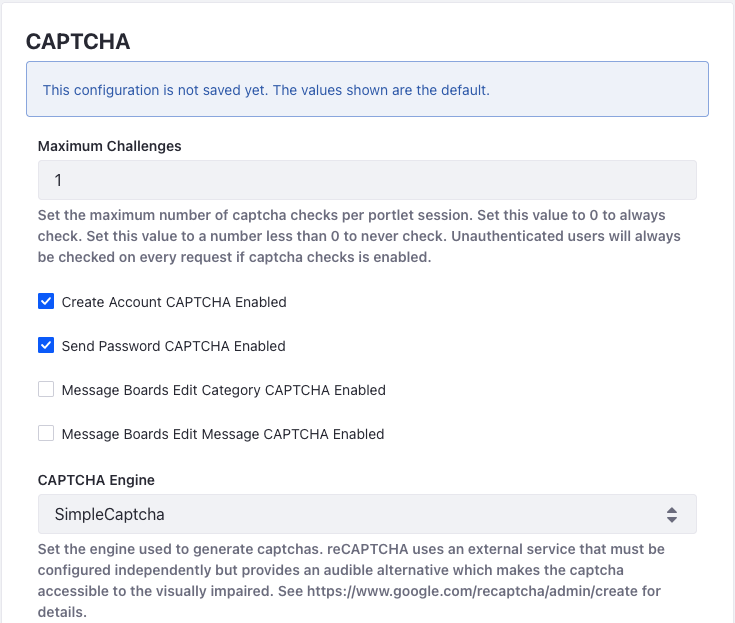 CAPTCHA
This configuration is not saved yet. The values shown are the default.
Maximum Challenges
1
Set the maximum number of captcha checks per portlet session. Set this value to 0 to always
check. Set this value to a number less than 0 to never check. Unauthenticated users will always
be checked on every request if captcha checks is enabled.
Create Account CAPTCHA Enabled
Send Password CAPTCHA Enabled
Message Boards Edit Category CAPTCHA Enabled
Message Boards Edit Message CAPTCHA Enabled
CAPTCHA Engine
SimpleCaptcha
Set the engine used to generate captchas. reCAPTCHA uses an external service that must be
configured independently but provides an audible alternative which makes the captcha
accessible to the visually impaired. See https://www.google.com/recaptcha/admin/create for
details.